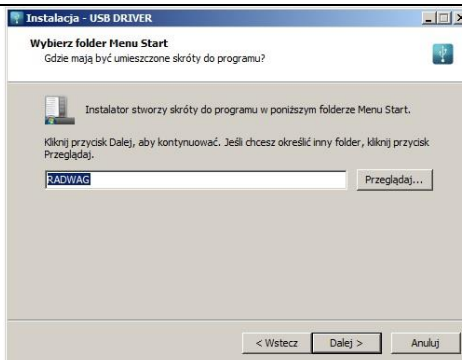 Instalacja - USB DRIVER
Wybierz folder Menu Start
Gdzie mają być umieszczone skróty do programu?
Instalator stworzy skróty do programu w poniższym folderze Menu Start.
Kliknij przycisk Dalej, aby kontynuować. Jeśli chcesz określić inny folder, kliknij przycisk
Przeglądaj.
RADWAG
Przeglądaj...
< Wstecz
Dalej >
Anuluj